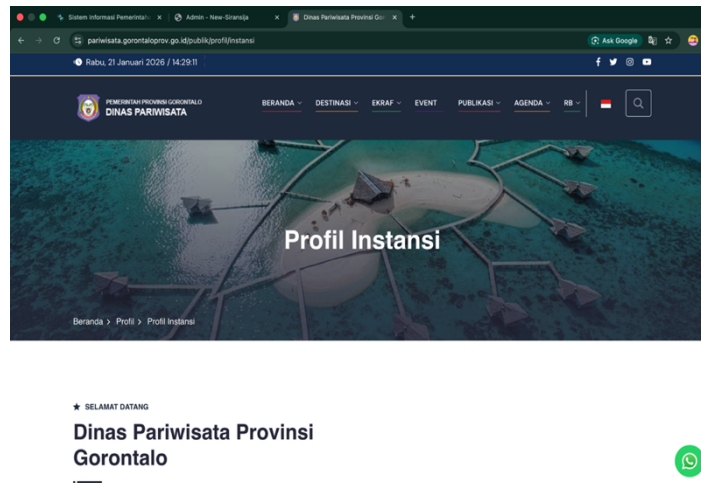 Sistem Informasi Pemerintah
Admin - New-Siransija
Dinas Pariwisata Provinsi Gor
pariwisata.gorontaloprov.go.id/publik/profil/instansi
Ask Google
Rabu, 21 Januari 2026 / 14:29:11
PEMERINTAH PROVINSI GORONTALO
DINAS PARIWISATA
BERANDA DESTINASI EKRAF EVENT PUBLIKASI AGENDA RB
Profil Instansi
Beranda > Profil > Profil Instansi
SELAMAT DATANG
Dinas Pariwisata Provinsi
Gorontalo